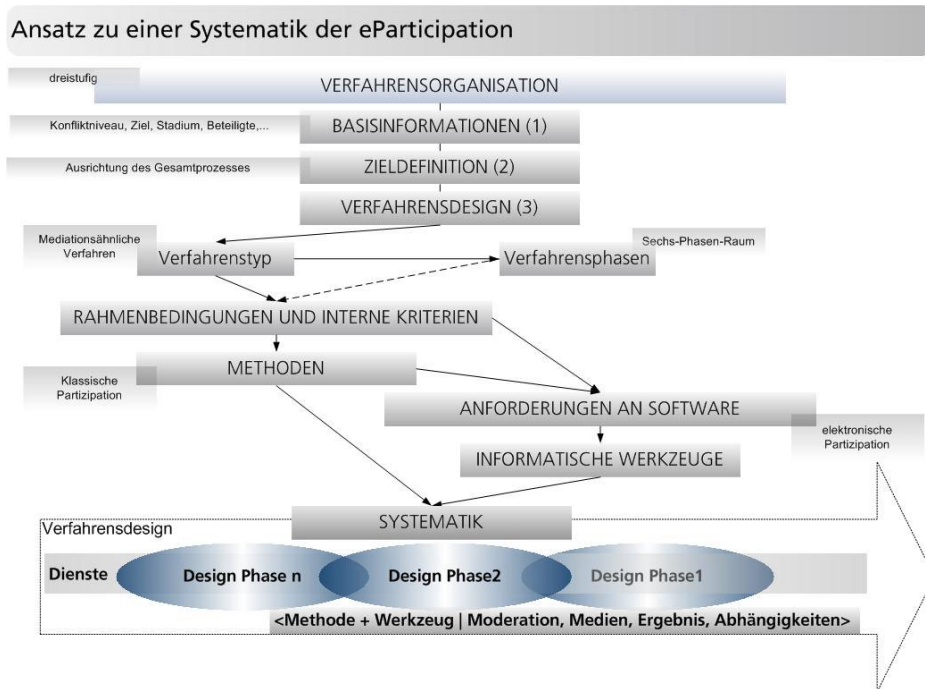 Ansatz zu einer Systematik der eParticipation
dreistufig
VERFAHRENSORGANISATION
Konfliktniveau, Ziel, Stadium, Beteiligte,...
BASISINFORMATIONEN (1)
Ausrichtung des Gesamtprozesses
ZIELDEFINITION (2)
VERFAHRENSDESIGN (3)
Mediationsähnliche
Verfahren
Verfahrenstyp
Verfahrensphasen
Sechs-Phasen-Raum
RAHMENBEDINGUNGEN UND INTERNE KRITERIEN
METHODEN
Klassische
Partizipation
ANFORDERUNGEN AN SOFTWARE
elektronische
Partizipation
INFORMATISCHE WERKZEUGE
SYSTEMATIK
Verfahrensdesign
Dienste
Design Phase n
Design Phase2
Design Phase1
<Methode + Werkzeug | Moderation, Medien, Ergebnis, Abhängigkeiten>